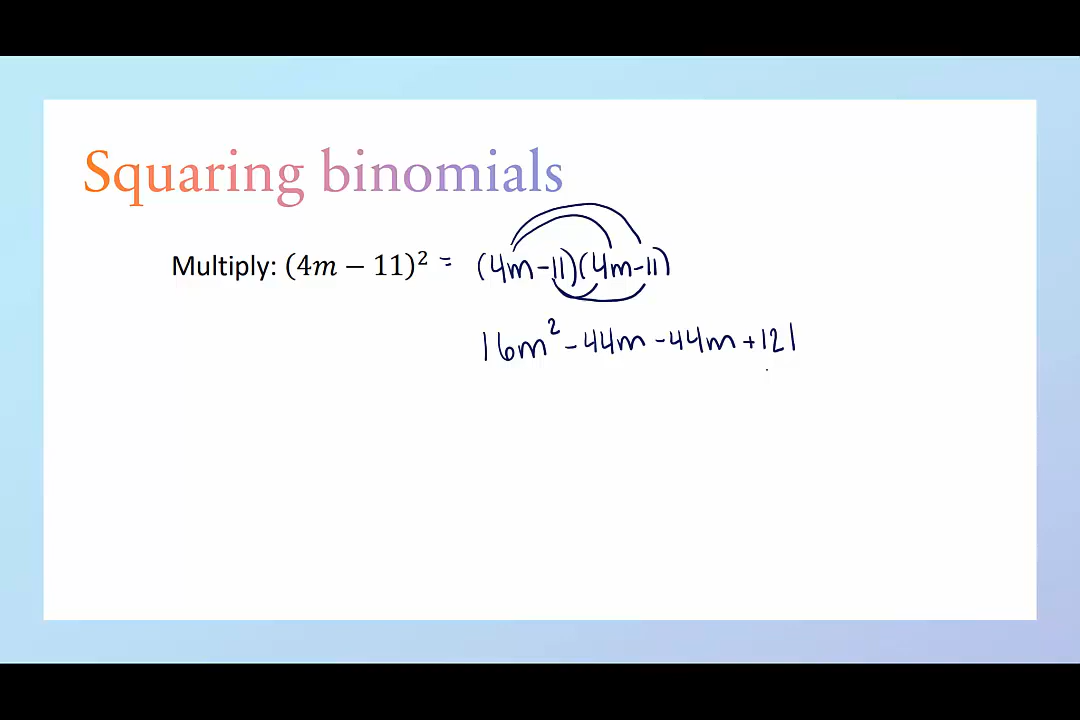 Squaring binomials
Multiply: (4m − 11)² = (4m-11)(4m-11)
16m² - 44m - 44m + 121